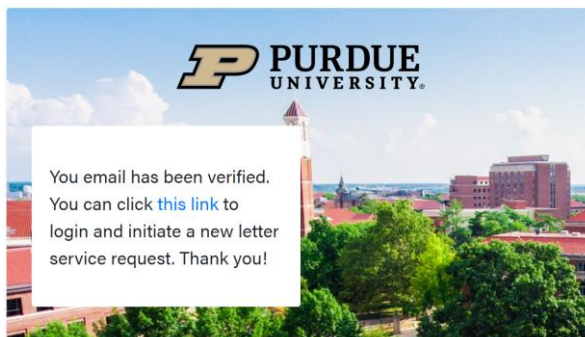 PURDUE
UNIVERSITY®
You email has been verified.
You can click this link to
login and initiate a new letter
service request. Thank you!